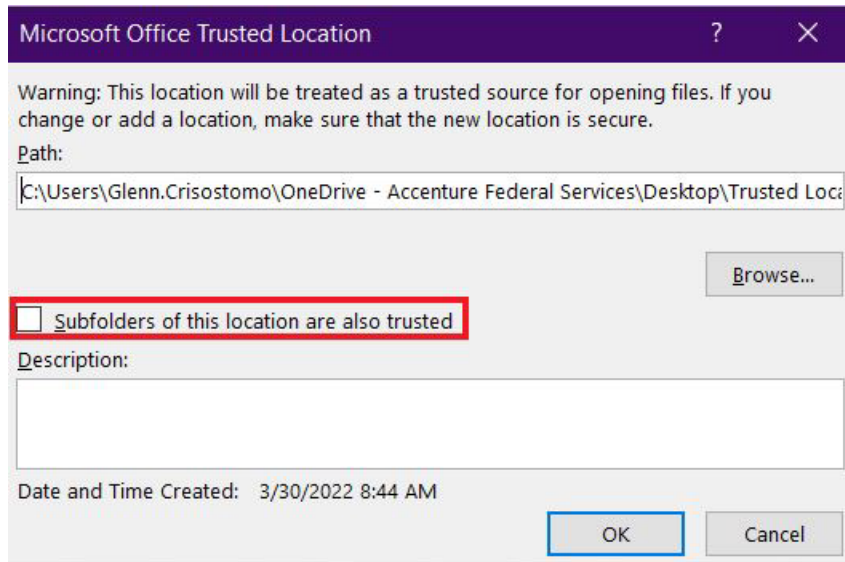 Microsoft Office Trusted Location
Warning: This location will be treated as a trusted source for opening files. If you
change or add a location, make sure that the new location is secure.
Path:
C:\Users\Glenn.Crisostomo\OneDrive - Accenture Federal Services\Desktop\Trusted Loca
Browse...
Subfolders of this location are also trusted
Description:
Date and Time Created: 3/30/2022 8:44 AM
OK Cancel